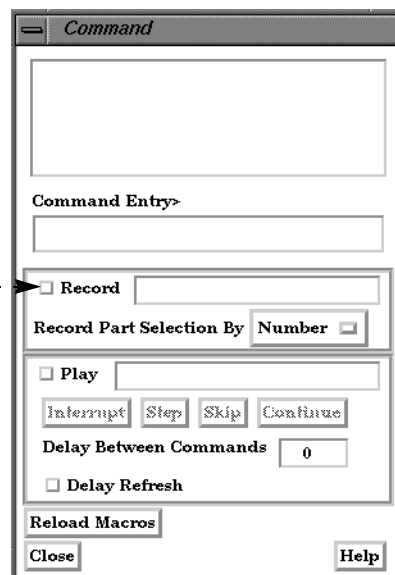 Command
Command Entry>
Record
Record Part Selection By Number
Play
Interrupt Step Skip Continue
Delay Between Commands 0
Delay Refresh
Reload Macros
Close Help